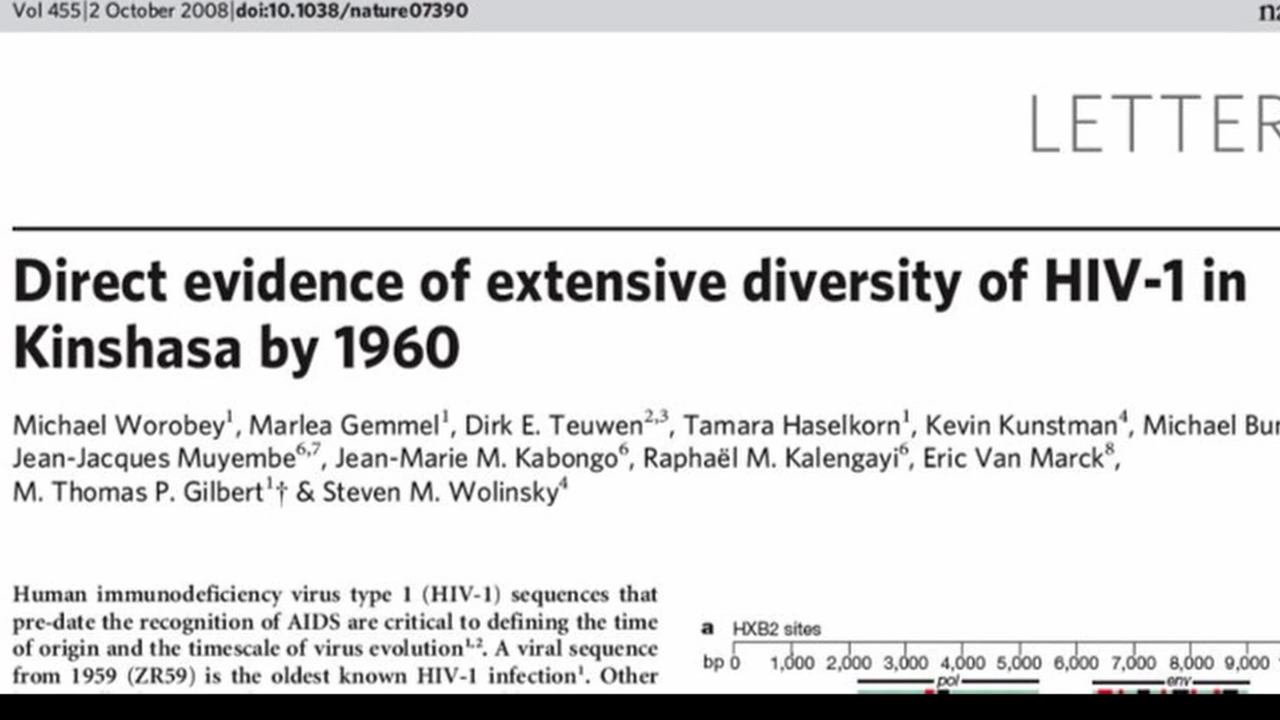 Vol 455|2 October 2008|doi:10.1038/nature07390
LETTER
Direct evidence of extensive diversity of HIV-1 in
Kinshasa by 1960
Michael Worobey1, Marlea Gemmel1, Dirk E. Teuwen2,3, Tamara Haselkorn1, Kevin Kunstman4, Michael
Jean-Jacques Muyembe6,7, Jean-Marie M. Kabongo6, Raphaël M. Kalengayi6, Eric Van Marck8,
M. Thomas P. Gilbert1† & Steven M. Wolinsky4
Human immunodeficiency virus type 1 (HIV-1) sequences that
pre-date the recognition of AIDS are critical to defining the time
of origin and the timescale of virus evolution1,2. A viral sequence
from 1959 (ZR59) is the oldest known HIV-1 infection1. Other
a HXB2 sites
bp 0 1,000 2,000 3,000 4,000 5,000 6,000 7,000 8,000 9,000
pol env